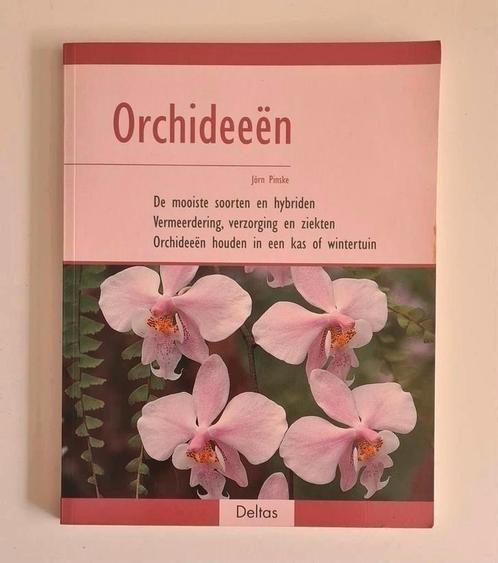 Orchideeën
Jörn Pinske
De mooiste soorten en hybriden
Vermeerdering, verzorging en ziekten
Orchideeën houden in een kas of wintertuin
Deltas